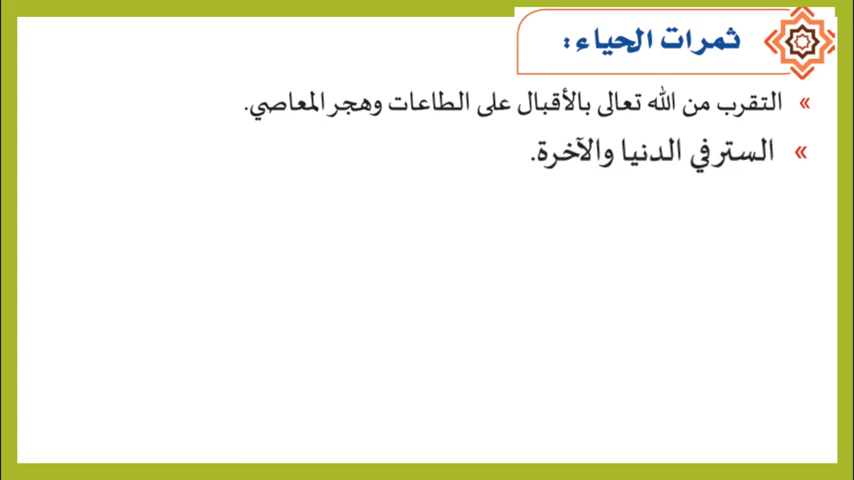 ثمرات الحياء:
» التقرب من الله تعالى بالأقبال على الطاعات وهجر المعاصي.
» الستر في الدنيا والآخرة.